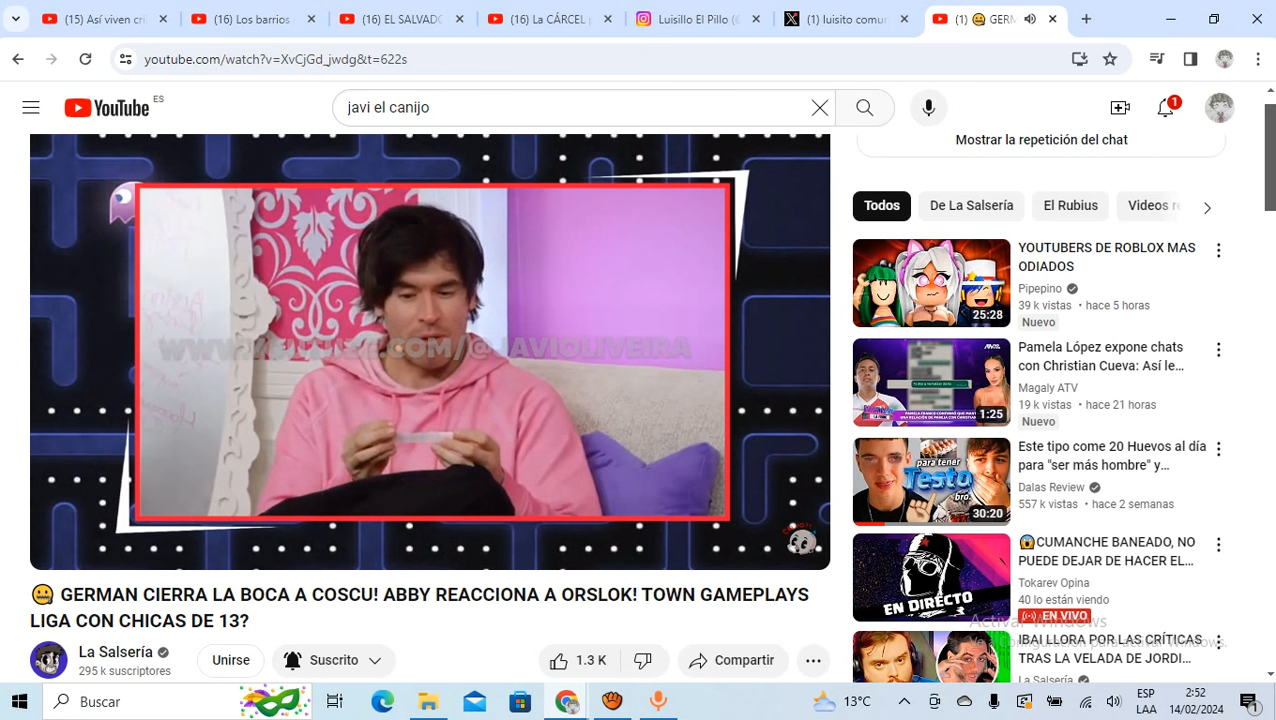 (16) Así viven cri
(16) Los barrios
(16) EL SALVADO
La CÁRCEL
Luisillo El Pillo (
(1) luisito comu
(1) 🤐 GERM
youtube.com/watch?v=XvCjGd_jwdg&t=622s
YouTube ES
javi el canijo
1
Mostrar la repetición del chat
Todos
De La Salsería
El Rubius
Videos re
YOUTUBERS DE ROBLOX MAS
ODIADOS
Pipepino
39 k vistas • hace 5 horas
Nuevo
25:28
Pamela López expone chats
con Christian Cueva: Así le…
Magaly ATV
19 k vistas • hace 21 horas
Nuevo
1:25
Este tipo come 20 Huevos al día
para "ser más hombre" y…
Dalas Review
557 k vistas • hace 2 semanas
para tener
Testo
bro.
30:20
😱CUMANCHE BANEADO, NO
PUEDE DEJAR DE HACER EL…
Tokarev Opina
40 lo están viendo
EN VIVO
EN DIRECTO
IBAI LLORA POR LAS CRÍTICAS
TRAS LA VELADA DE JORDI…
La Salsería
Activar Windows
🤐 GERMAN CIERRA LA BOCA A COSCU! ABBY REACCIONA A ORSLOK! TOWN GAMEPLAYS
LIGA CON CHICAS DE 13?
La Salsería
295 k suscriptores
Unirse
Suscrito
1.3 K
Compartir
Buscar
13°C
ESP
LAA
2:52
14/02/2024
1